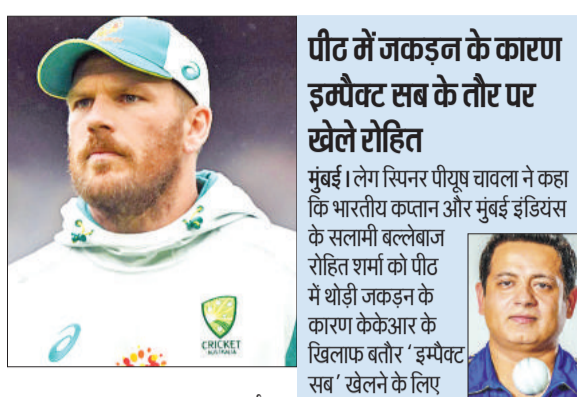 पीठ में जकड़न के कारण
इम्पैक्ट सब के तौर पर
खेले रोहित
मुंबई। लेग स्पिनर पीयूष चावला ने कहा
कि भारतीय कप्तान और मुंबई इंडियंस
के सलामी बल्लेबाज
रोहित शर्मा को पीठ
में थोड़ी जकड़न के
कारण केकेआर के
खिलाफ बतौर ‘इम्पैक्ट
सब’ खेलने के लिए
CRICKET
AUSTRALIA